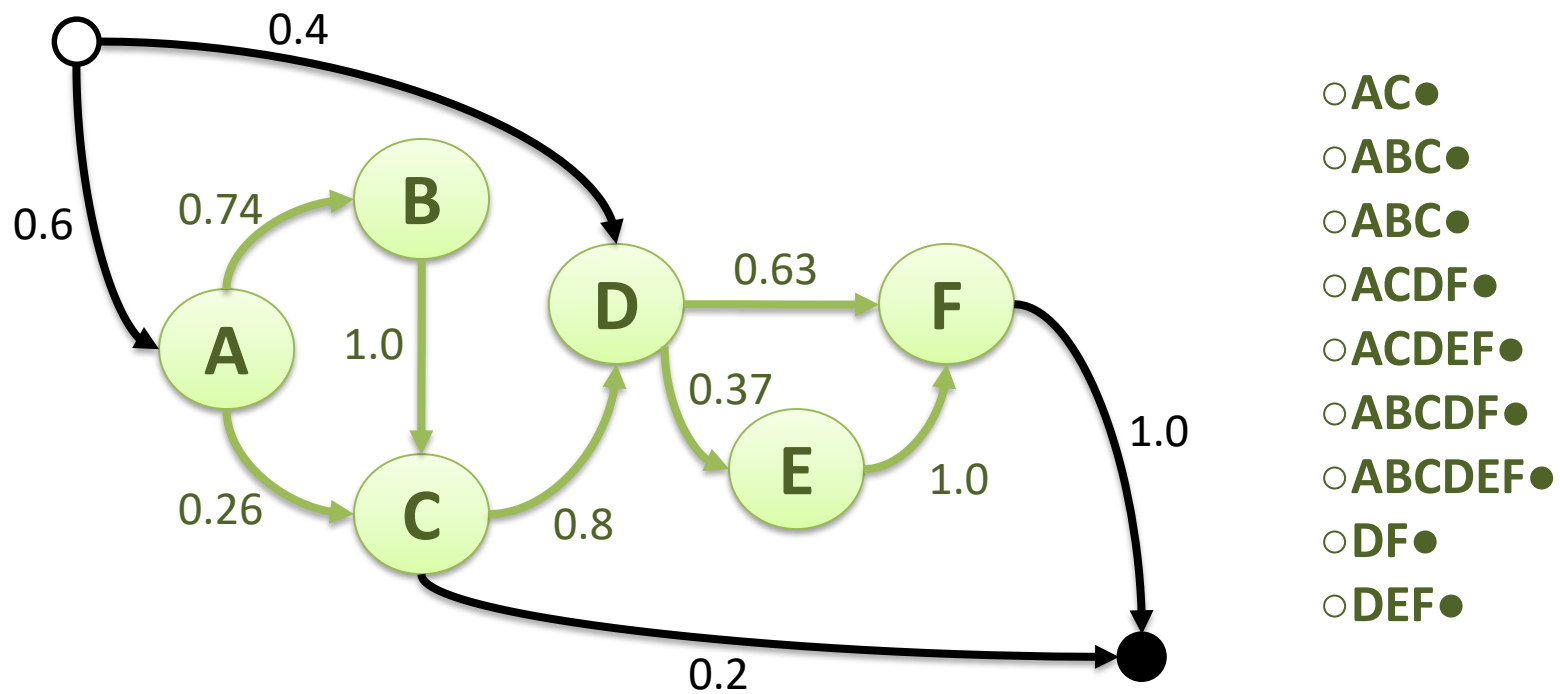 0.4
0.6
0.74
B
A
1.0
0.26
C
0.8
D
0.63
F
0.37
E
1.0
1.0
0.2
○AC●
○ABC●
○ABC●
○ACDF●
○ACDEF●
○ABCDF●
○ABCDEF●
○DF●
○DEF●